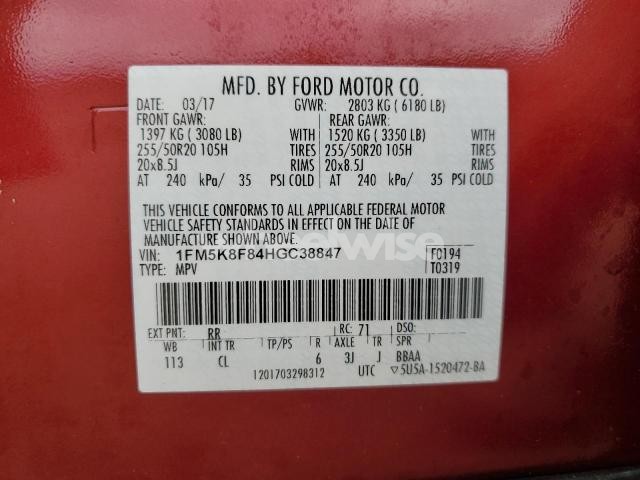 MFD. BY FORD MOTOR CO.
DATE: 03/17 GVWR: 2803 KG ( 6180 LB)
FRONT GAWR: REAR GAWR:
1397 KG ( 3080 LB) WITH 1520 KG ( 3350 LB) WITH
255/50R20 105H TIRES 255/50R20 105H TIRES
20x8.5J RIMS 20x8.5J RIMS
AT 240 kPa/ 35 PSI COLD AT 240 kPa/ 35 PSI COLD
THIS VEHICLE CONFORMS TO ALL APPLICABLE FEDERAL MOTOR
VEHICLE SAFETY STANDARDS IN EFFECT ON THE DATE OF
MANUFACTURE SHOWN ABOVE.
VIN: 1FM5K8F84HGC38847 F0194
TYPE: MPV T0319
EXT PNT: RR RC: 71 DSO:
WB INT TR TP/PS R AXLE TR SPR
113 CL 6 3J J BBAA
1201703298312 UTC ▽5U5A-1520472-BA